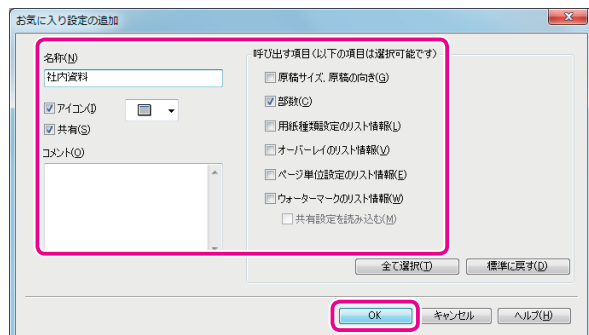 お気に入り設定の追加
名称(N)
社内資料
アイコン(I)
共有(S)
コメント(O)
呼び出す項目(以下の項目は選択可能です)
原稿サイズ、原稿の向き(G)
部数(C)
用紙種類設定のリスト情報(L)
オーバーレイのリスト情報(V)
ページ単位設定のリスト情報(E)
ウォーターマークのリスト情報(W)
共有設定を読み込む(M)
全て選択(T)
標準に戻す(D)
OK
キャンセル
ヘルプ(H)